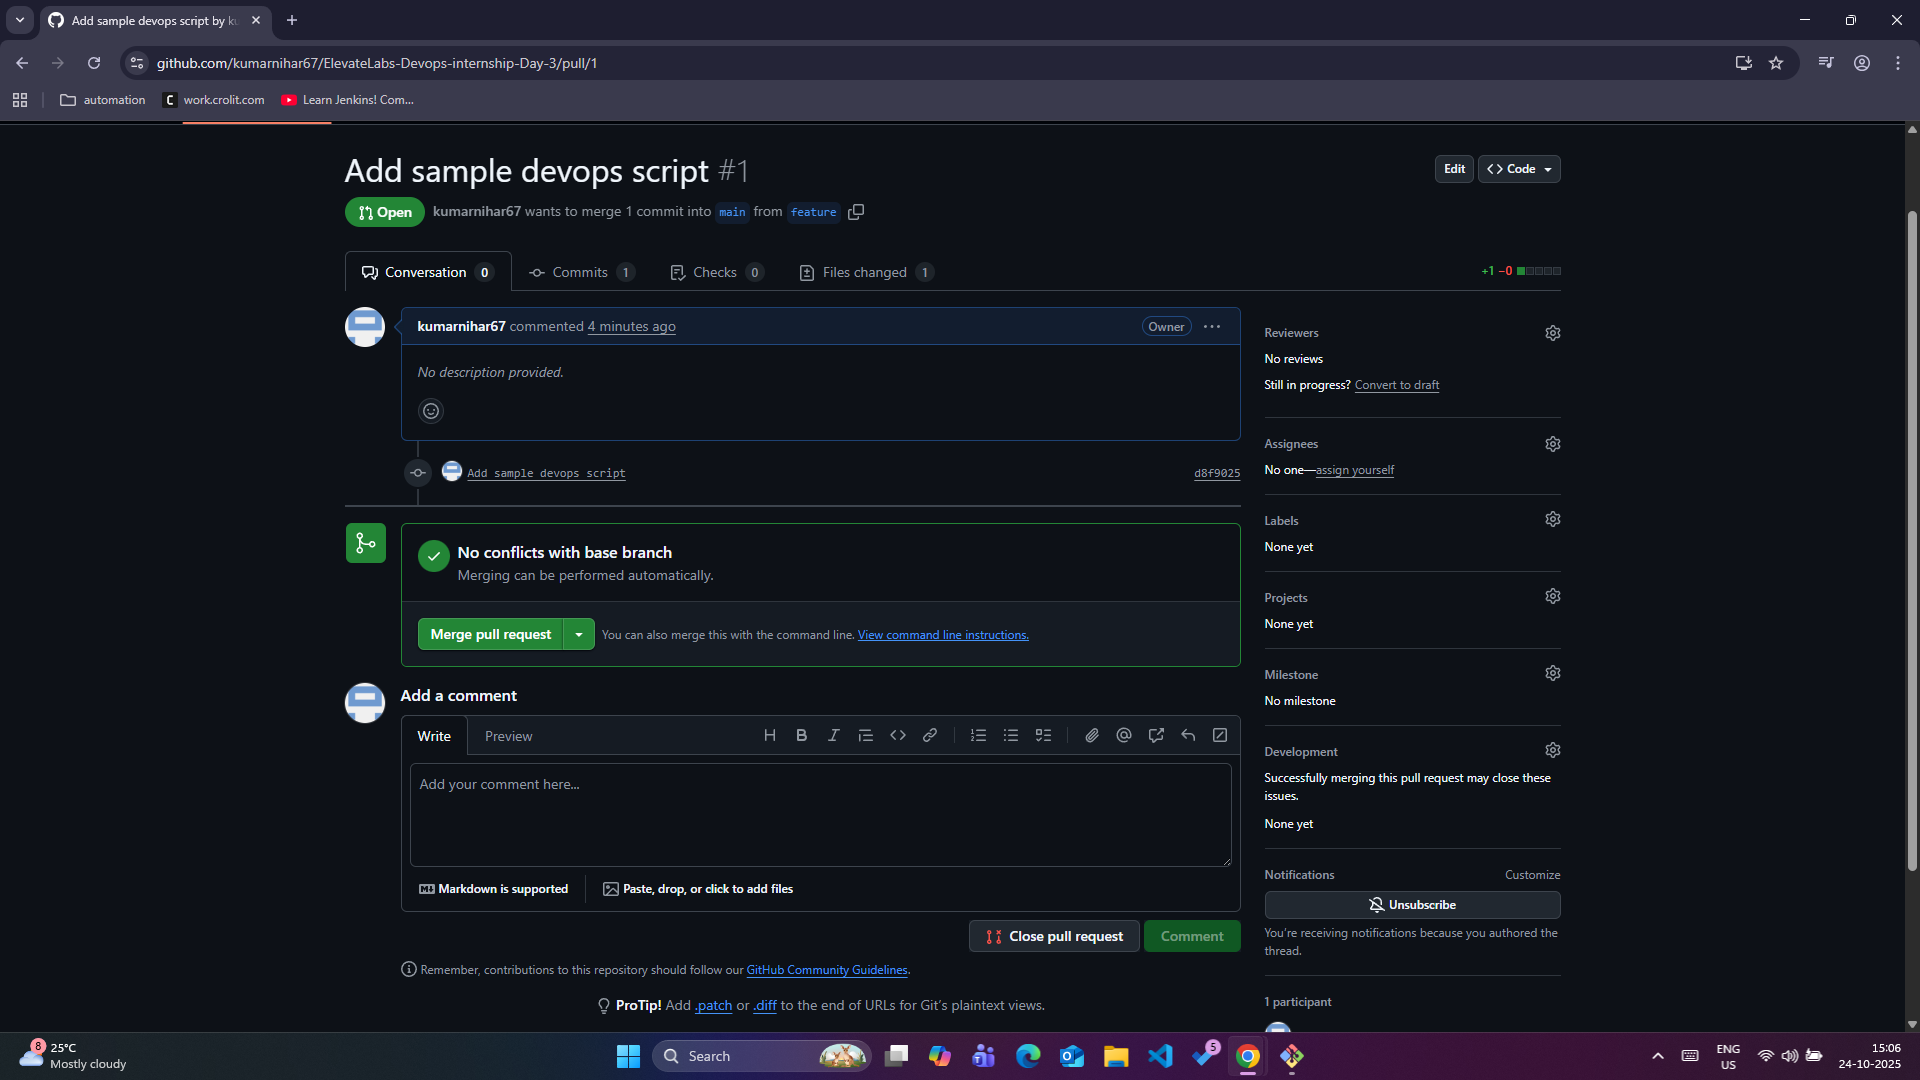 Add sample devops script by ku
github.com/kumarnihar67/ElevateLabs-Devops-internship-Day-3/pull/1
automation work.crolit.com Learn Jenkins! Com...
Add sample devops script #1
Edit Code
Open kumarnihar67 wants to merge 1 commit into main from feature
Conversation 0 Commits 1 Checks 0 Files changed 1 +1 −0
kumarnihar67 commented 4 minutes ago Owner
No description provided.
Add sample devops script d8f9025
No conflicts with base branch
Merging can be performed automatically.
Merge pull request You can also merge this with the command line. View command line instructions.
Add a comment
Write Preview
Add your comment here...
Markdown is supported Paste, drop, or click to add files
Close pull request Comment
Remember, contributions to this repository should follow our GitHub Community Guidelines.
ProTip! Add .patch or .diff to the end of URLs for Git's plaintext views.
Reviewers
No reviews
Still in progress? Convert to draft
Assignees
No one—assign yourself
Labels
None yet
Projects
None yet
Milestone
No milestone
Development
Successfully merging this pull request may close these
issues.
None yet
Notifications Customize
Unsubscribe
You're receiving notifications because you authored the
thread.
1 participant
8 25°C
Mostly cloudy
Search
5
ENG
US
15:06
24-10-2025